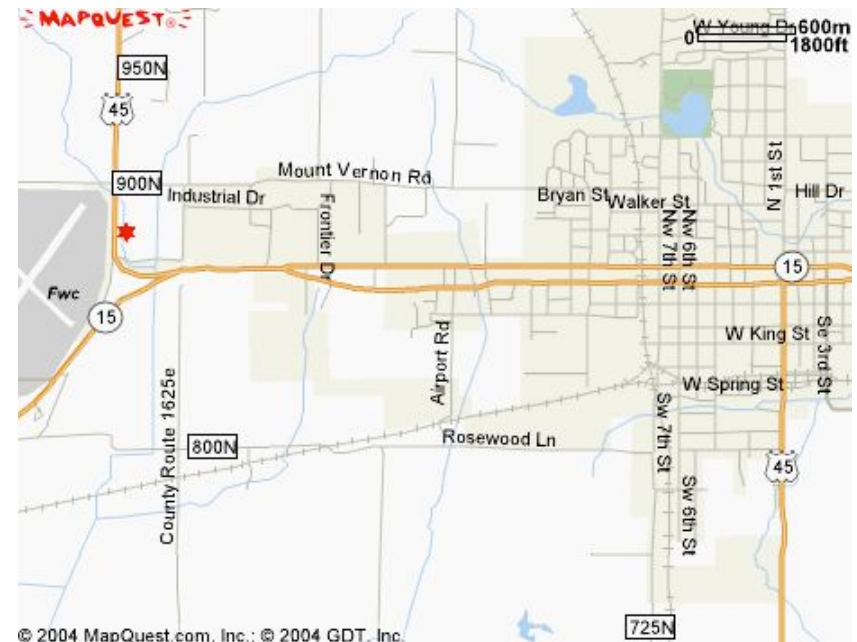 MAPQUEST®
W Young Dr
600m
0
1800ft
950N
45
900N
Mount Vernon Rd
Industrial Dr
Frontier Dr
Bryan St
Walker St
N 1st St
Hill Dr
Nw 7th St
Nw 6th St
15
Fwc
15
W King St
Se 3rd St
Airport Rd
W Spring St
County Route 1625e
800N
Rosewood Ln
Sw 7th St
45
Sw 6th St
725N
© 2004 MapQuest.com, Inc.; © 2004 GDT, Inc.